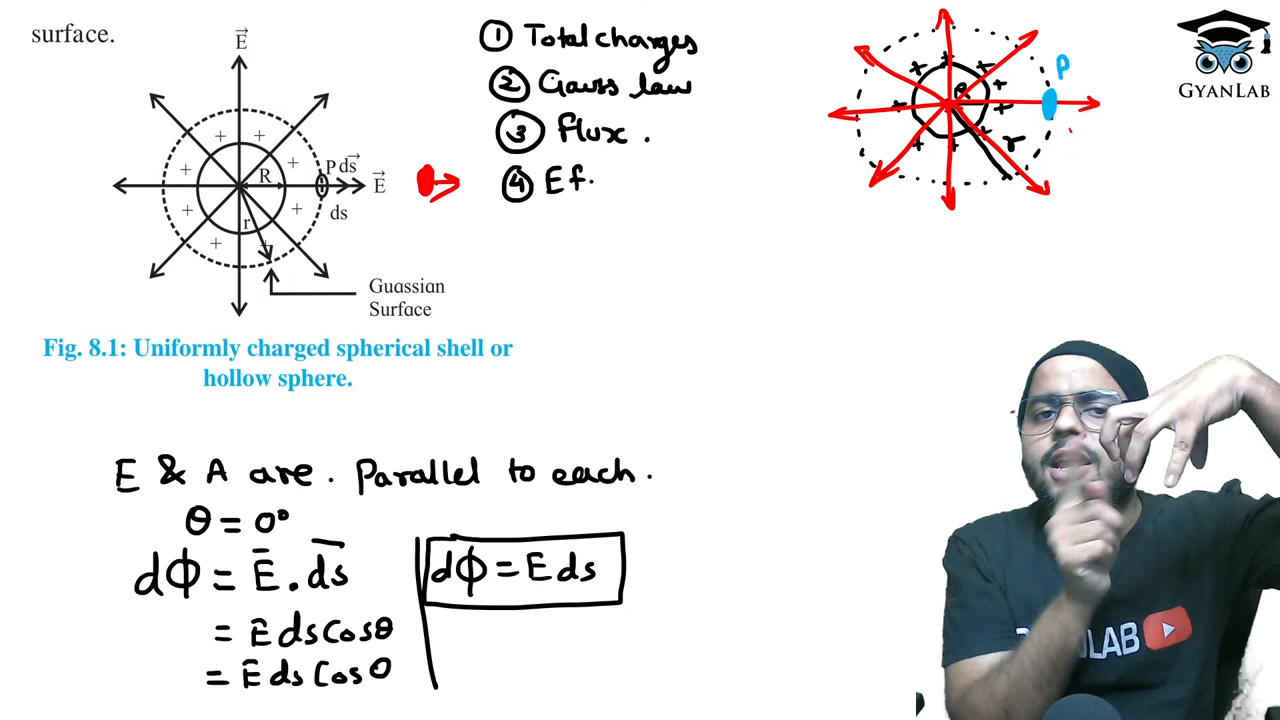 surface.
E
+ +
+ +
R
P ds
E
ds
+ +
r
+ +
Guassian
Surface
Fig. 8.1: Uniformly charged spherical shell or
hollow sphere.
① Total charges
② Gauss law
③ Flux.
④ Ef.
P
R
r
+ + + + + + + + +
GYANLAB
E & A are. Parallel to each.
θ = 0°
dΦ = E̅ . d̅s̅
= E̅ ds Cos θ
= E̅ ds Cos 0
dΦ = E ds
LAB